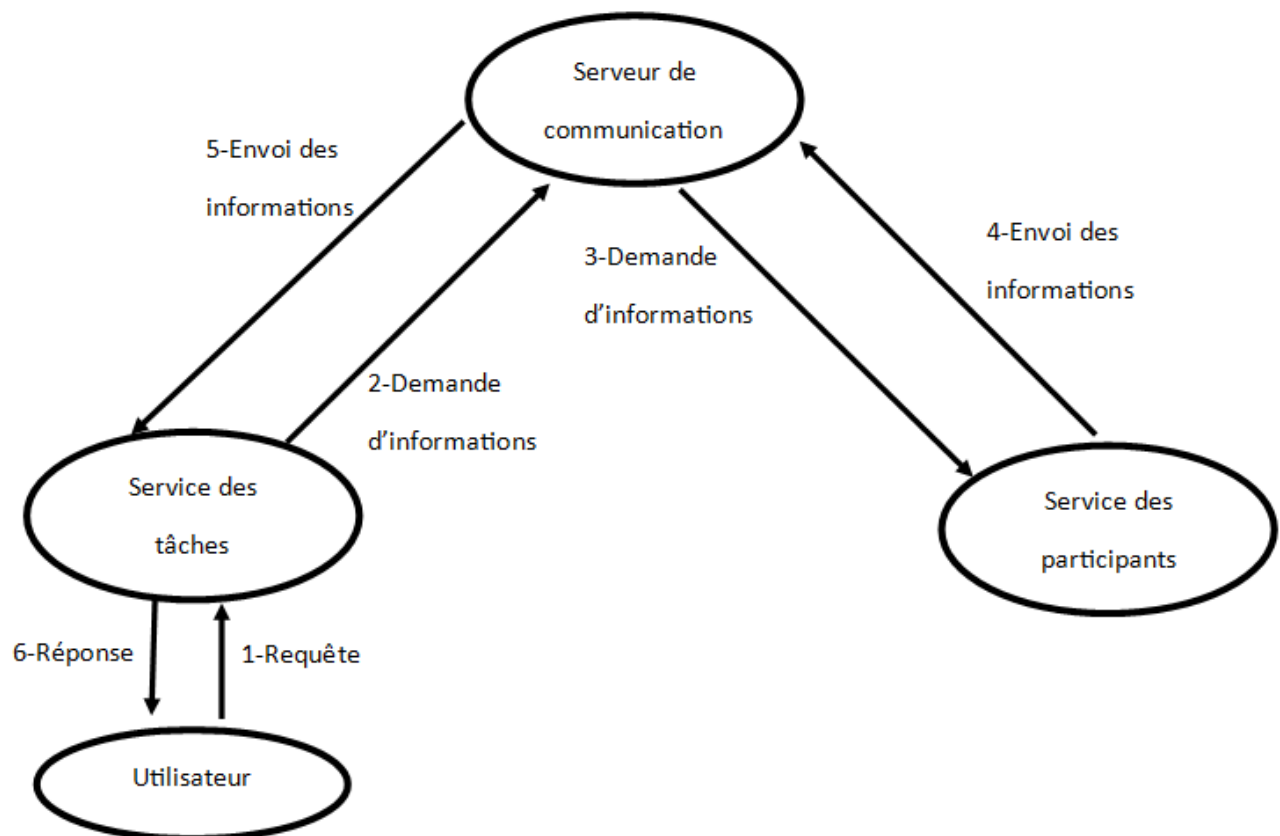 Serveur de
communication
5-Envoi des
informations
4-Envoi des
informations
3-Demande
d’informations
2-Demande
d’informations
Service des
tâches
Service des
participants
6-Réponse
1-Requête
Utilisateur